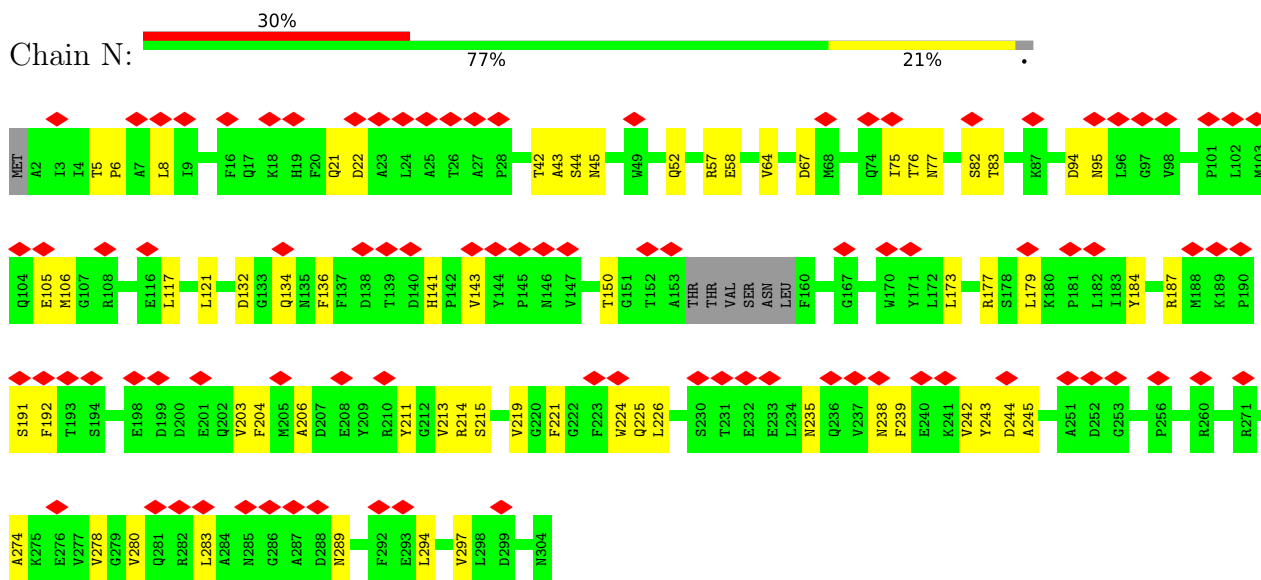 30%
Chain N:
77% 21% •
MET A2 I3 I4 T5 P6 A7 L8 I9 F16 Q17 K18 H19 F20 Q21 D22 A23 L24 A25 T26 A27 P28 T42 A43 S44 N45 W49 Q52 R57 E58 V64 D67 M68 Q74 I75 T76 N77 S82 T83 K87 D94 N95 L96 G97 V98 P101 L102 M103
Q104 E105 M106 G107 R108 E116 L117 L121 D132 G133 Q134 N135 F136 F137 D138 T139 D140 H141 P142 V143 Y144 P145 N146 V147 T150 G151 T152 A153 THR THR VAL SER ASN LEU F160 G167 W170 Y171 L172 L173 R177 S178 L179 K180 P181 L182 I183 Y184 R187 M188 K189 P190
S191 F192 T193 S194 E198 D199 D200 E201 Q202 V203 F204 M205 A206 D207 E208 Y209 R210 Y211 G212 V213 R214 S215 V219 G220 F221 G222 F223 W224 Q225 L226 S230 T231 E232 E233 L234 N235 Q236 V237 N238 F239 E240 K241 V242 Y243 D244 A245 A251 D252 G253 P256 R260 R271
A274 K275 E276 V277 V278 G279 V280 Q281 R282 L283 A284 N285 G286 A287 D288 N289 F292 E293 L294 V297 L298 D299 N304